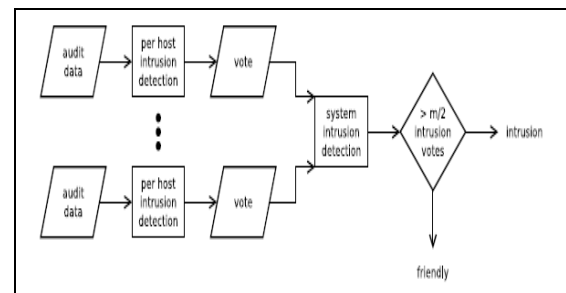 audit
data
per host
intrusion
detection
vote
system
intrusion
detection
> m/2
intrusion
votes
intrusion
audit
data
per host
intrusion
detection
vote
friendly